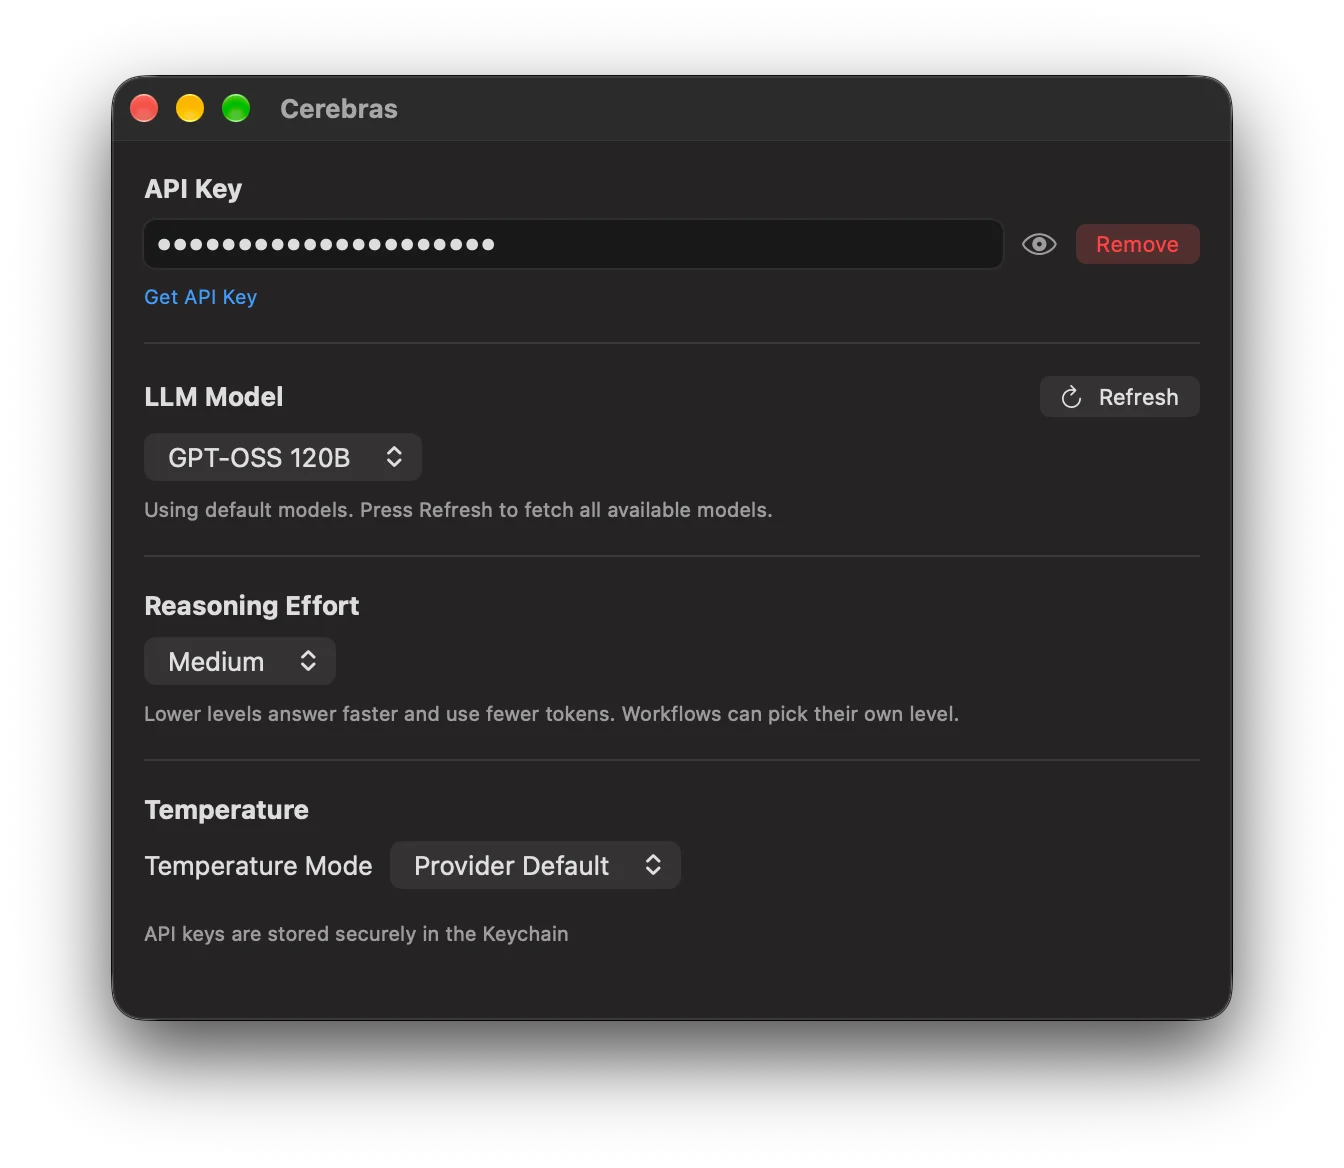 Cerebras
API Key
●●●●●●●●●●●●●●●●●●●●●
Remove
Get API Key
LLM Model
Refresh
GPT-OSS 120B
Using default models. Press Refresh to fetch all available models.
Reasoning Effort
Medium
Lower levels answer faster and use fewer tokens. Workflows can pick their own level.
Temperature
Temperature Mode
Provider Default
API keys are stored securely in the Keychain